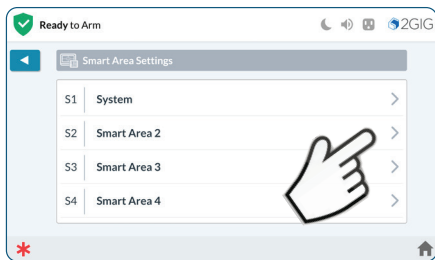 Ready to Arm
2GIG
Smart Area Settings
S1 System
S2 Smart Area 2
S3 Smart Area 3
S4 Smart Area 4